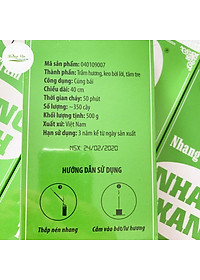 Mã sản phẩm: 040109007
Thành phần: Trầm hương, keo bời lời, tăm tre
Công dụng: Cúng bái
Chiều dài: 40 cm
Thời gian cháy: 50 phút
Số lượng: ~350 cây
Khối lượng tịnh: 500 g
Xuất xứ: Việt Nam
Hạn sử dụng: 3 năm kể từ ngày sản xuất
MSX: 24/02/2020
HƯỚNG DẪN SỬ DỤNG
Thắp nén nhang
Cắm vào bát/lư hương
Nhang
NHA
XAN